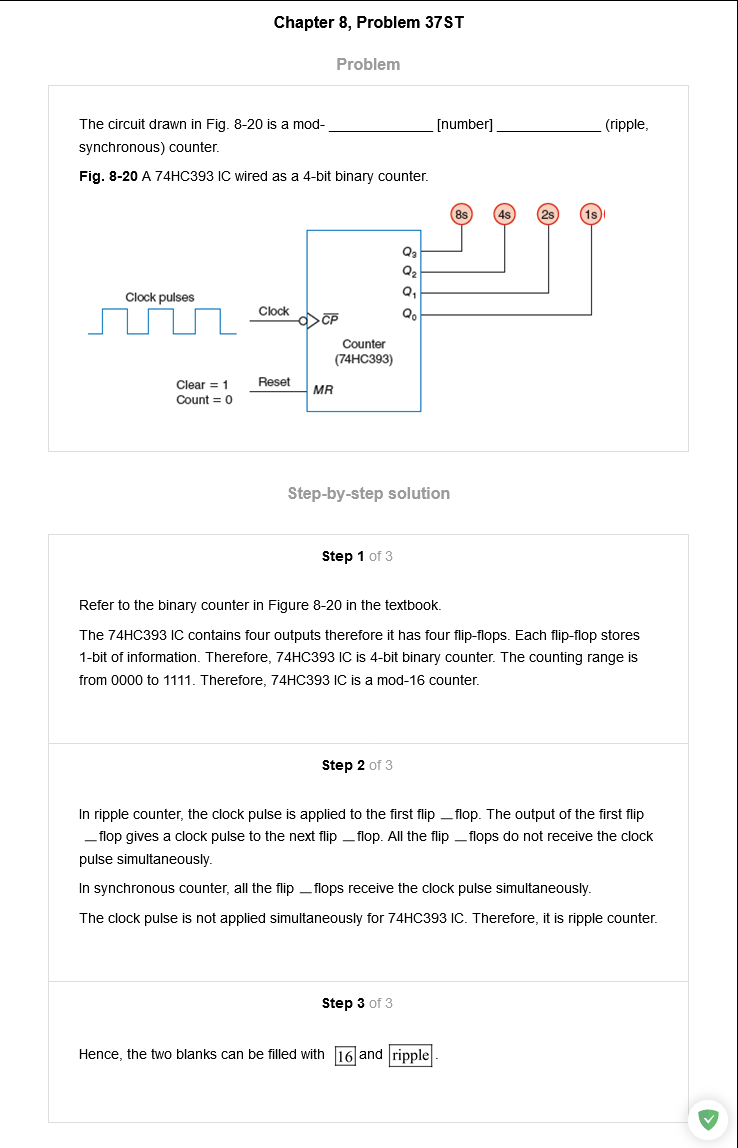 Chapter 8, Problem 37ST
Problem
The circuit drawn in Fig. 8-20 is a mod- _____________ [number] _____________ (ripple,
synchronous) counter.
Fig. 8-20 A 74HC393 IC wired as a 4-bit binary counter.
8s 4s 2s 1s
Q3
Q2
Q1
Q0
Clock pulses
Clock
C̅P̅
Counter
(74HC393)
Clear = 1
Count = 0
Reset
MR
Step-by-step solution
Step 1 of 3
Refer to the binary counter in Figure 8-20 in the textbook.
The 74HC393 IC contains four outputs therefore it has four flip-flops. Each flip-flop stores
1-bit of information. Therefore, 74HC393 IC is 4-bit binary counter. The counting range is
from 0000 to 1111. Therefore, 74HC393 IC is a mod-16 counter.
Step 2 of 3
In ripple counter, the clock pulse is applied to the first flip _ flop. The output of the first flip
_ flop gives a clock pulse to the next flip _ flop. All the flip _ flops do not receive the clock
pulse simultaneously.
In synchronous counter, all the flip _ flops receive the clock pulse simultaneously.
The clock pulse is not applied simultaneously for 74HC393 IC. Therefore, it is ripple counter.
Step 3 of 3
Hence, the two blanks can be filled with 16 and ripple.